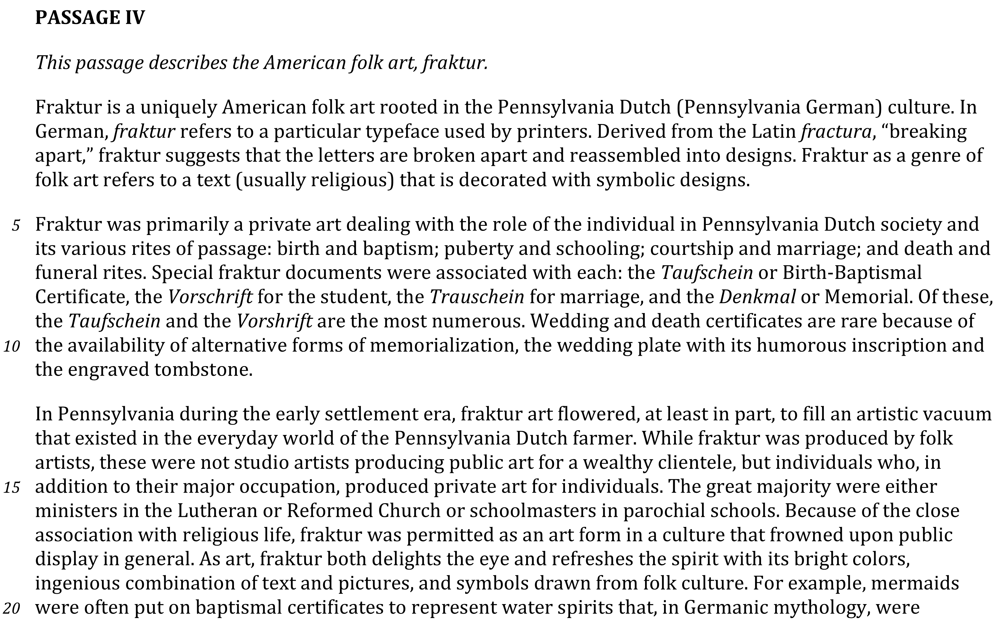 PASSAGE IV
This passage describes the American folk art, fraktur.
Fraktur is a uniquely American folk art rooted in the Pennsylvania Dutch (Pennsylvania German) culture. In
German, fraktur refers to a particular typeface used by printers. Derived from the Latin fractura, “breaking
apart,” fraktur suggests that the letters are broken apart and reassembled into designs. Fraktur as a genre of
folk art refers to a text (usually religious) that is decorated with symbolic designs.
5 Fraktur was primarily a private art dealing with the role of the individual in Pennsylvania Dutch society and
its various rites of passage: birth and baptism; puberty and schooling; courtship and marriage; and death and
funeral rites. Special fraktur documents were associated with each: the Taufschein or Birth-Baptismal
Certificate, the Vorschrift for the student, the Trauschein for marriage, and the Denkmal or Memorial. Of these,
the Taufschein and the Vorshrift are the most numerous. Wedding and death certificates are rare because of
10 the availability of alternative forms of memorialization, the wedding plate with its humorous inscription and
the engraved tombstone.
In Pennsylvania during the early settlement era, fraktur art flowered, at least in part, to fill an artistic vacuum
that existed in the everyday world of the Pennsylvania Dutch farmer. While fraktur was produced by folk
artists, these were not studio artists producing public art for a wealthy clientele, but individuals who, in
15 addition to their major occupation, produced private art for individuals. The great majority were either
ministers in the Lutheran or Reformed Church or schoolmasters in parochial schools. Because of the close
association with religious life, fraktur was permitted as an art form in a culture that frowned upon public
display in general. As art, fraktur both delights the eye and refreshes the spirit with its bright colors,
ingenious combination of text and pictures, and symbols drawn from folk culture. For example, mermaids
20 were often put on baptismal certificates to represent water spirits that, in Germanic mythology, were